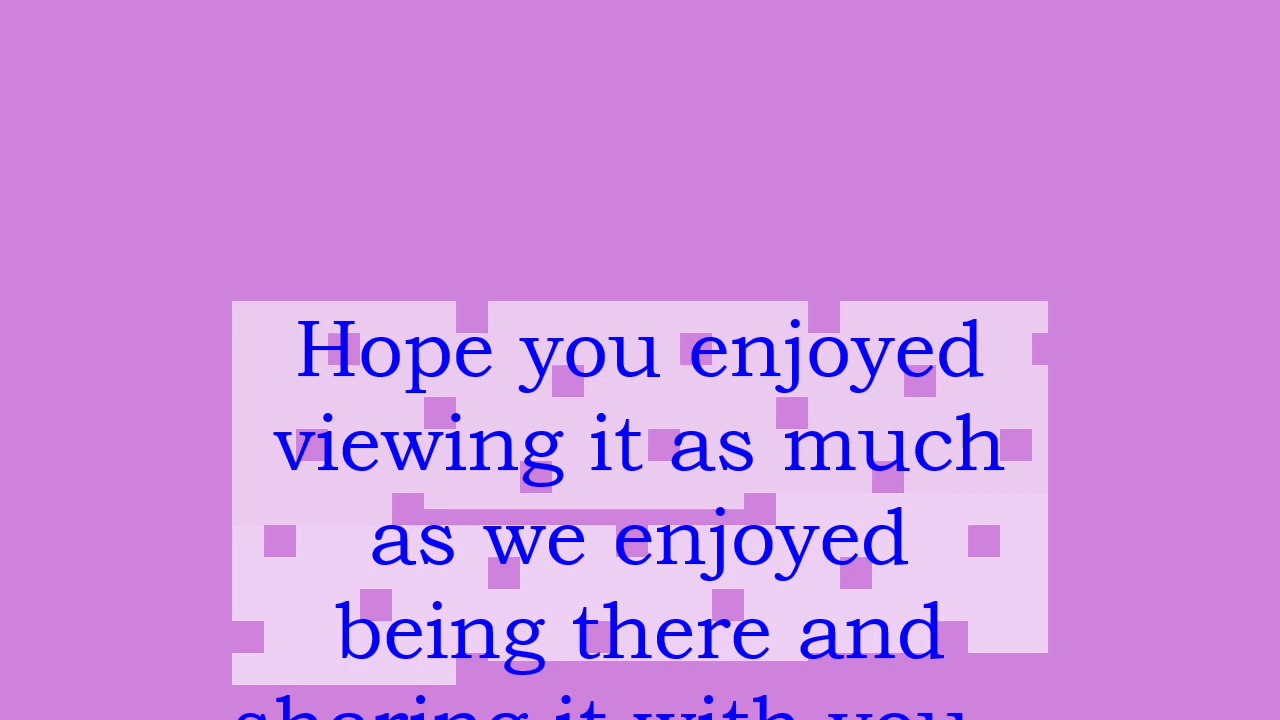 Hope you enjoyed
viewing it as much
as we enjoyed
being there and
sharing it with you